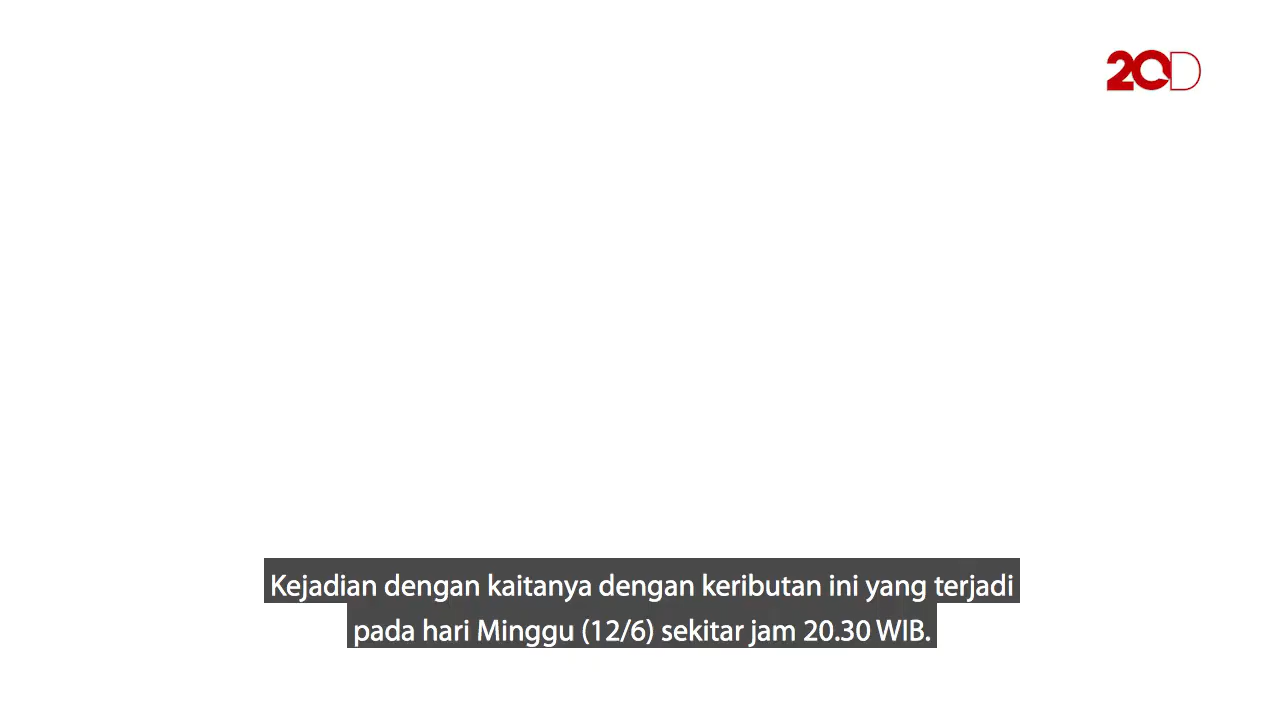 20D
Kejadian dengan kaitanya dengan keributan ini yang terjadi
pada hari Minggu (12/6) sekitar jam 20.30 WIB.